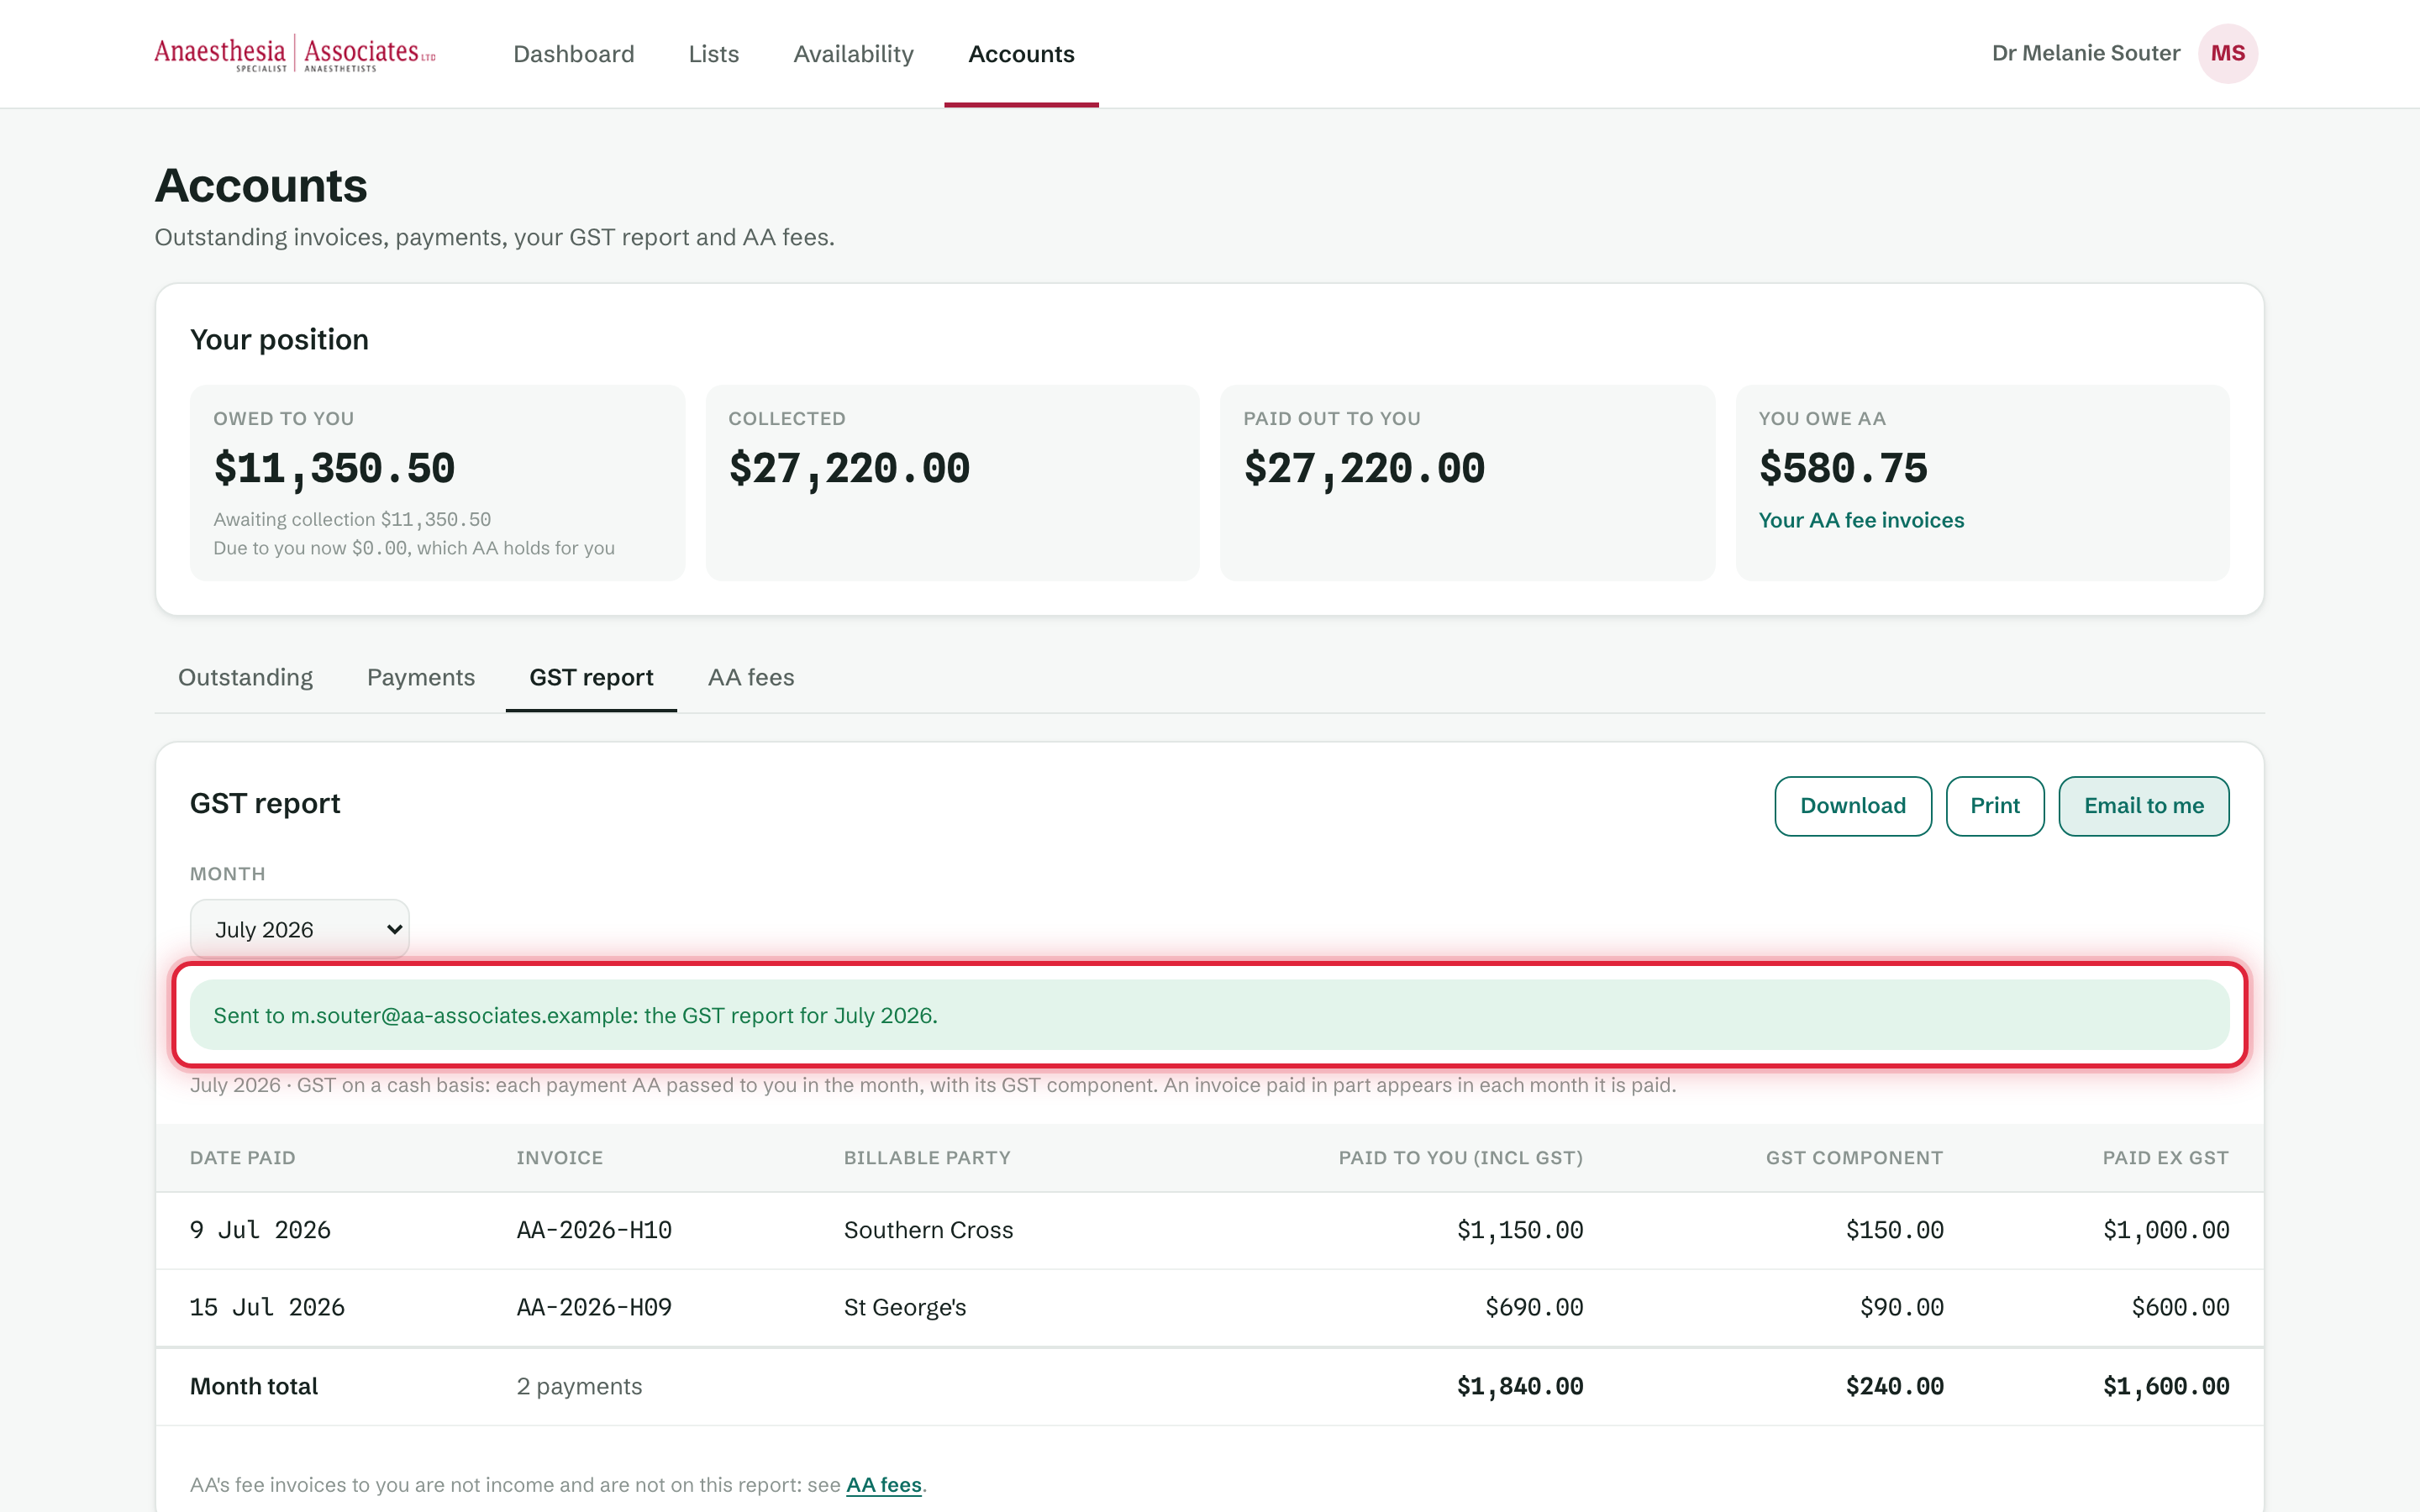 Anaesthesia | Associates LTD
SPECIALIST ANAESTHETISTS
Dashboard
Lists
Availability
Accounts
Dr Melanie Souter
MS
Accounts
Outstanding invoices, payments, your GST report and AA fees.
Your position
OWED TO YOU
$11,350.50
Awaiting collection $11,350.50
Due to you now $0.00, which AA holds for you
COLLECTED
$27,220.00
PAID OUT TO YOU
$27,220.00
YOU OWE AA
$580.75
Your AA fee invoices
Outstanding
Payments
GST report
AA fees
GST report
Download
Print
Email to me
MONTH
July 2026
Sent to m.souter@aa-associates.example: the GST report for July 2026.
July 2026 · GST on a cash basis: each payment AA passed to you in the month, with its GST component. An invoice paid in part appears in each month it is paid.
DATE PAID INVOICE BILLABLE PARTY PAID TO YOU (INCL GST) GST COMPONENT PAID EX GST
9 Jul 2026 AA-2026-H10 Southern Cross $1,150.00 $150.00 $1,000.00
15 Jul 2026 AA-2026-H09 St George's $690.00 $90.00 $600.00
Month total 2 payments $1,840.00 $240.00 $1,600.00
AA's fee invoices to you are not income and are not on this report: see AA fees.